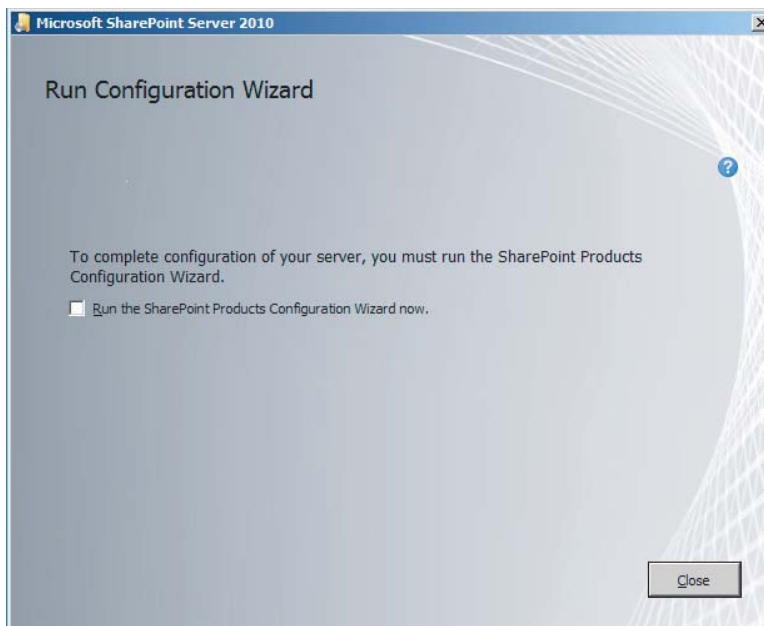 Microsoft SharePoint Server 2010
Run Configuration Wizard
?
To complete configuration of your server, you must run the SharePoint Products
Configuration Wizard.
Run the SharePoint Products Configuration Wizard now.
Close